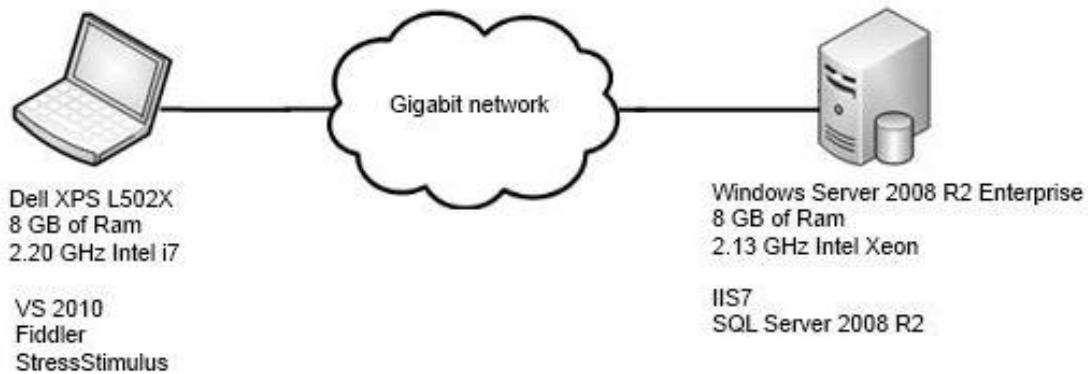 Gigabit network
Dell XPS L502X
8 GB of Ram
2.20 GHz Intel i7
VS 2010
Fiddler
StressStimulus
Windows Server 2008 R2 Enterprise
8 GB of Ram
2.13 GHz Intel Xeon
IIS7
SQL Server 2008 R2